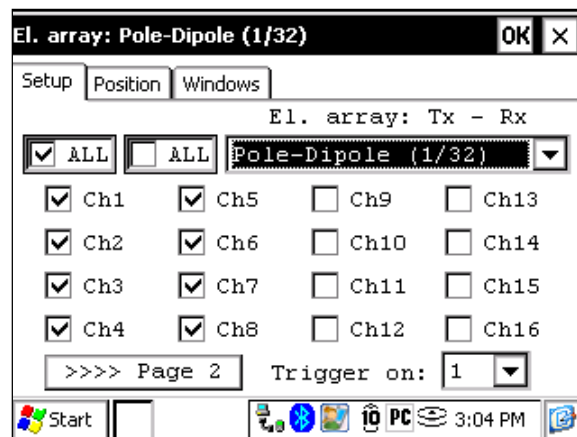 El. array: Pole-Dipole (1/32) OK ×
Setup Position Windows
El. array: Tx - Rx
ALL ALL Pole-Dipole (1/32)
Ch1 Ch5 Ch9 Ch13
Ch2 Ch6 Ch10 Ch14
Ch3 Ch7 Ch11 Ch15
Ch4 Ch8 Ch12 Ch16
>>>> Page 2 Trigger on: 1
Start PC 3:04 PM